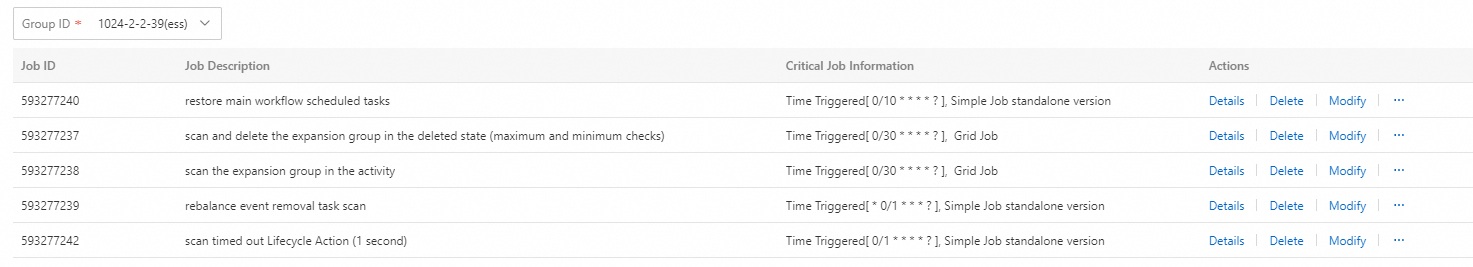 Group ID * 1024-2-2-39(ess)
Job ID Job Description Critical Job Information Actions
593277240 restore main workflow scheduled tasks Time Triggered[ 0/10 * * * * ? ], Simple Job standalone version Details Delete Modify ...
593277237 scan and delete the expansion group in the deleted state (maximum and minimum checks) Time Triggered[ 0/30 * * * * ? ], Grid Job Details Delete Modify ...
593277238 scan the expansion group in the activity Time Triggered[ 0/30 * * * * ? ], Grid Job Details Delete Modify ...
593277239 rebalance event removal task scan Time Triggered[ * 0/1 * * * ? ], Simple Job standalone version Details Delete Modify ...
593277242 scan timed out Lifecycle Action (1 second) Time Triggered[ 0/1 * * * * ? ], Simple Job standalone version Details Delete Modify ...